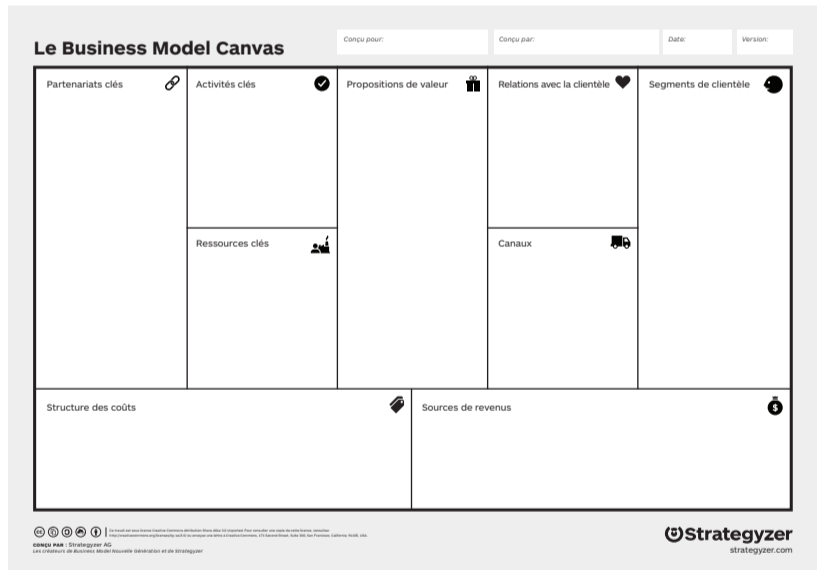 Le Business Model Canvas
Conçu pour:
Conçu par:
Date:
Version:
Partenariats clés
Activités clés
Propositions de valeur
Relations avec la clientèle
Segments de clientèle
Ressources clés
Canaux
Structure des coûts
Sources de revenus
$
cc
CONÇU PAR : Strategyzer AG
Les créateurs de Business Model Nouvelle Génération et de Strategyzer
Strategyzer
strategyzer.com